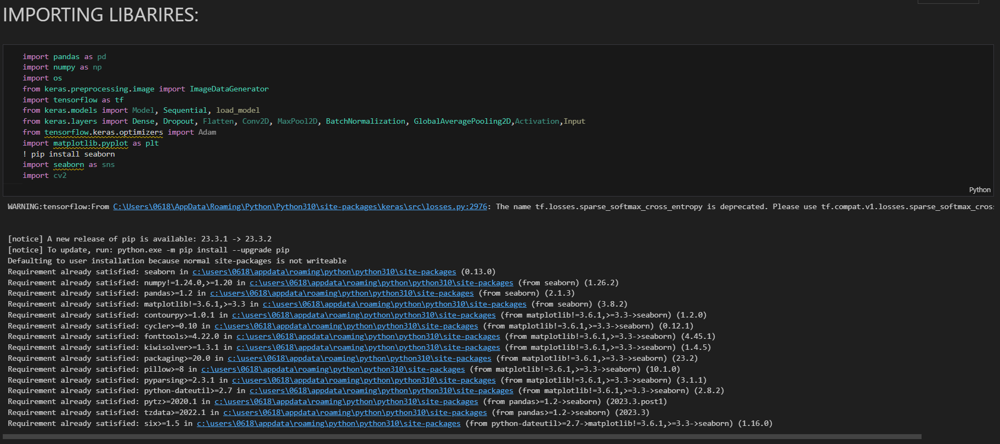 IMPORTING LIBARIRES:
import pandas as pd
import numpy as np
import os
from keras.preprocessing.image import ImageDataGenerator
import tensorflow as tf
from keras.models import Model, Sequential, load_model
from keras.layers import Dense, Dropout, Flatten, Conv2D, MaxPool2D, BatchNormalization, GlobalAveragePooling2D,Activation,Input
from tensorflow.keras.optimizers import Adam
import matplotlib.pyplot as plt
! pip install seaborn
import seaborn as sns
import cv2
Python
WARNING:tensorflow:From C:\Users\0618\AppData\Roaming\Python\Python310\site-packages\keras\src\losses.py:2976: The name tf.losses.sparse_softmax_cross_entropy is deprecated. Please use tf.compat.v1.losses.sparse_softmax_cros
[notice] A new release of pip is available: 23.3.1 -> 23.3.2
[notice] To update, run: python.exe -m pip install --upgrade pip
Defaulting to user installation because normal site-packages is not writeable
Requirement already satisfied: seaborn in c:\users\0618\appdata\roaming\python\python310\site-packages (0.13.0)
Requirement already satisfied: numpy!=1.24.0,>=1.20 in c:\users\0618\appdata\roaming\python\python310\site-packages (from seaborn) (1.26.2)
Requirement already satisfied: pandas>=1.2 in c:\users\0618\appdata\roaming\python\python310\site-packages (from seaborn) (2.1.3)
Requirement already satisfied: matplotlib!=3.6.1,>=3.3 in c:\users\0618\appdata\roaming\python\python310\site-packages (from seaborn) (3.8.2)
Requirement already satisfied: contourpy>=1.0.1 in c:\users\0618\appdata\roaming\python\python310\site-packages (from matplotlib!=3.6.1,>=3.3->seaborn) (1.2.0)
Requirement already satisfied: cycler>=0.10 in c:\users\0618\appdata\roaming\python\python310\site-packages (from matplotlib!=3.6.1,>=3.3->seaborn) (0.12.1)
Requirement already satisfied: fonttools>=4.22.0 in c:\users\0618\appdata\roaming\python\python310\site-packages (from matplotlib!=3.6.1,>=3.3->seaborn) (4.45.1)
Requirement already satisfied: kiwisolver>=1.3.1 in c:\users\0618\appdata\roaming\python\python310\site-packages (from matplotlib!=3.6.1,>=3.3->seaborn) (1.4.5)
Requirement already satisfied: packaging>=20.0 in c:\users\0618\appdata\roaming\python\python310\site-packages (from matplotlib!=3.6.1,>=3.3->seaborn) (23.2)
Requirement already satisfied: pillow>=8 in c:\users\0618\appdata\roaming\python\python310\site-packages (from matplotlib!=3.6.1,>=3.3->seaborn) (10.1.0)
Requirement already satisfied: pyparsing>=2.3.1 in c:\users\0618\appdata\roaming\python\python310\site-packages (from matplotlib!=3.6.1,>=3.3->seaborn) (3.1.1)
Requirement already satisfied: python-dateutil>=2.7 in c:\users\0618\appdata\roaming\python\python310\site-packages (from matplotlib!=3.6.1,>=3.3->seaborn) (2.8.2)
Requirement already satisfied: pytz>=2020.1 in c:\users\0618\appdata\roaming\python\python310\site-packages (from pandas>=1.2->seaborn) (2023.3.post1)
Requirement already satisfied: tzdata>=2022.1 in c:\users\0618\appdata\roaming\python\python310\site-packages (from pandas>=1.2->seaborn) (2023.3)
Requirement already satisfied: six>=1.5 in c:\users\0618\appdata\roaming\python\python310\site-packages (from python-dateutil>=2.7->matplotlib!=3.6.1,>=3.3->seaborn) (1.16.0)